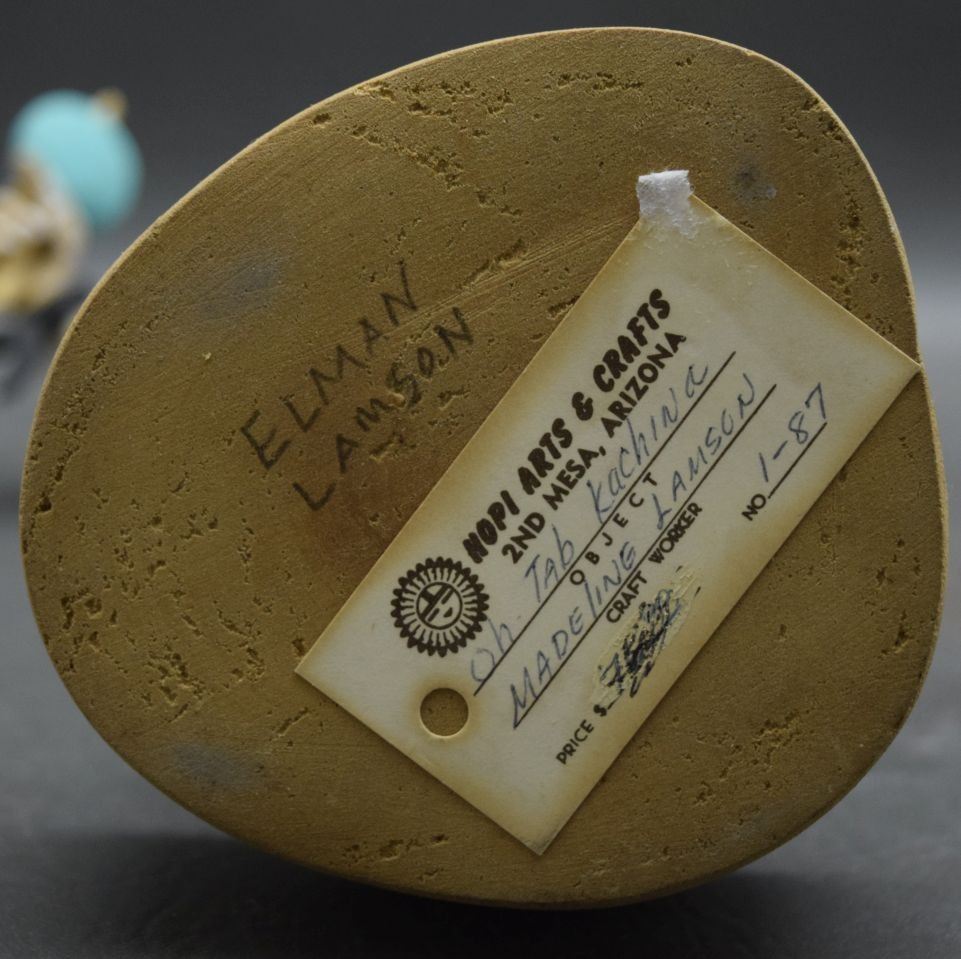 ELMAN
LAMSON
HOPI ARTS & CRAFTS
2ND MESA, ARIZONA
Oh. Tab Kachina
OBJECT
MADELINE LAMSON
CRAFT WORKER
NO. 1-87
PRICE $